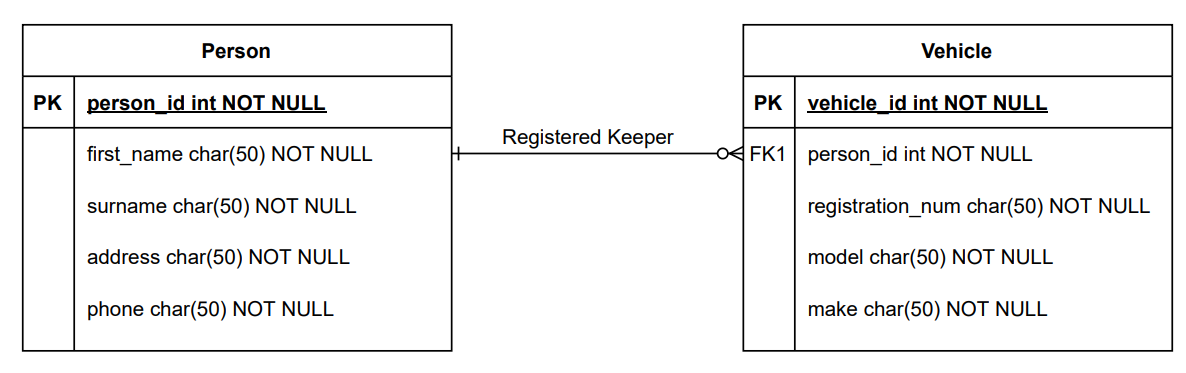 Person
PK person_id int NOT NULL
first_name char(50) NOT NULL
surname char(50) NOT NULL
address char(50) NOT NULL
phone char(50) NOT NULL
Registered Keeper
Vehicle
PK vehicle_id int NOT NULL
FK1 person_id int NOT NULL
registration_num char(50) NOT NULL
model char(50) NOT NULL
make char(50) NOT NULL